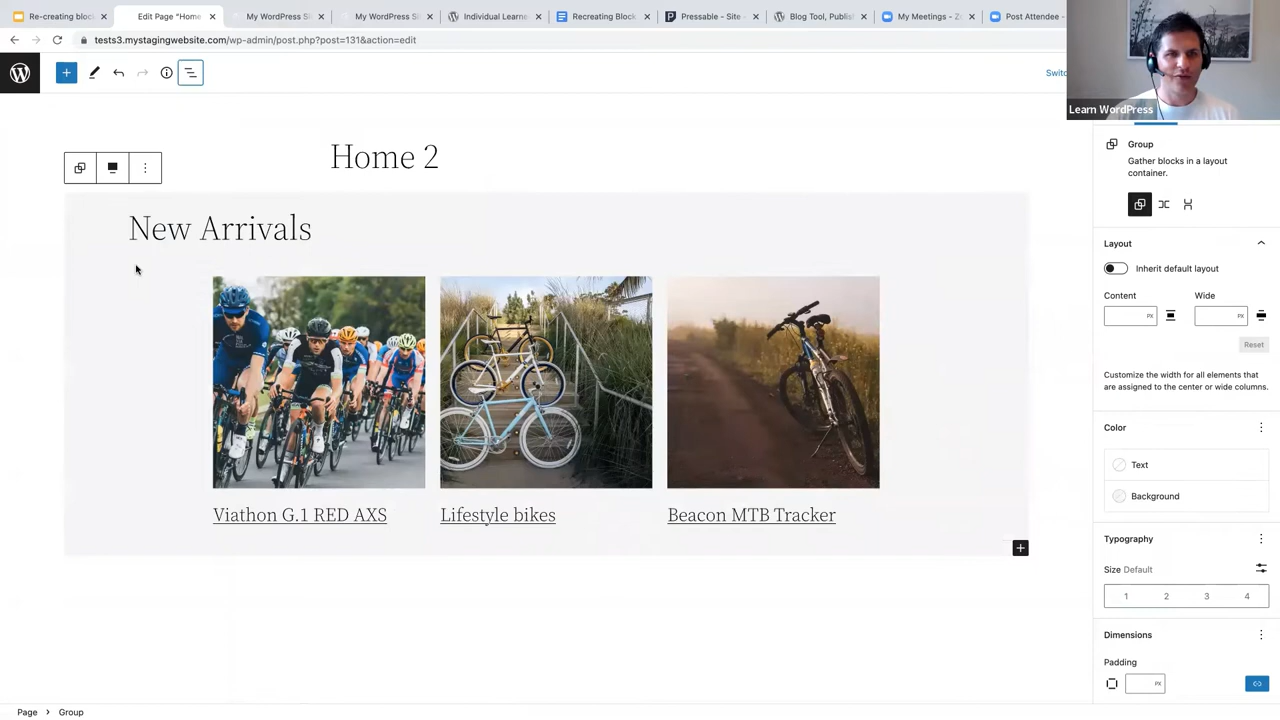 Re-creating block
Edit Page “Home
My WordPress Si
My WordPress Si
Individual Learne
Recreating Block
Pressable - Site
Blog Tool, Publis
My Meetings - Zo
Post Attendee -
tests3.mystagingwebsite.com/wp-admin/post.php?post=131&action=edit
Switc
Learn WordPress
Home 2
New Arrivals
Viathon G.1 RED AXS
Lifestyle bikes
Beacon MTB Tracker
Group
Gather blocks in a layout
container.
Layout
Inherit default layout
Content
Wide
PX
PX
Reset
Customize the width for all elements that
are assigned to the center or wide columns.
Color
Text
Background
Typography
Size Default
1 2 3 4
Dimensions
Padding
PX
Page > Group